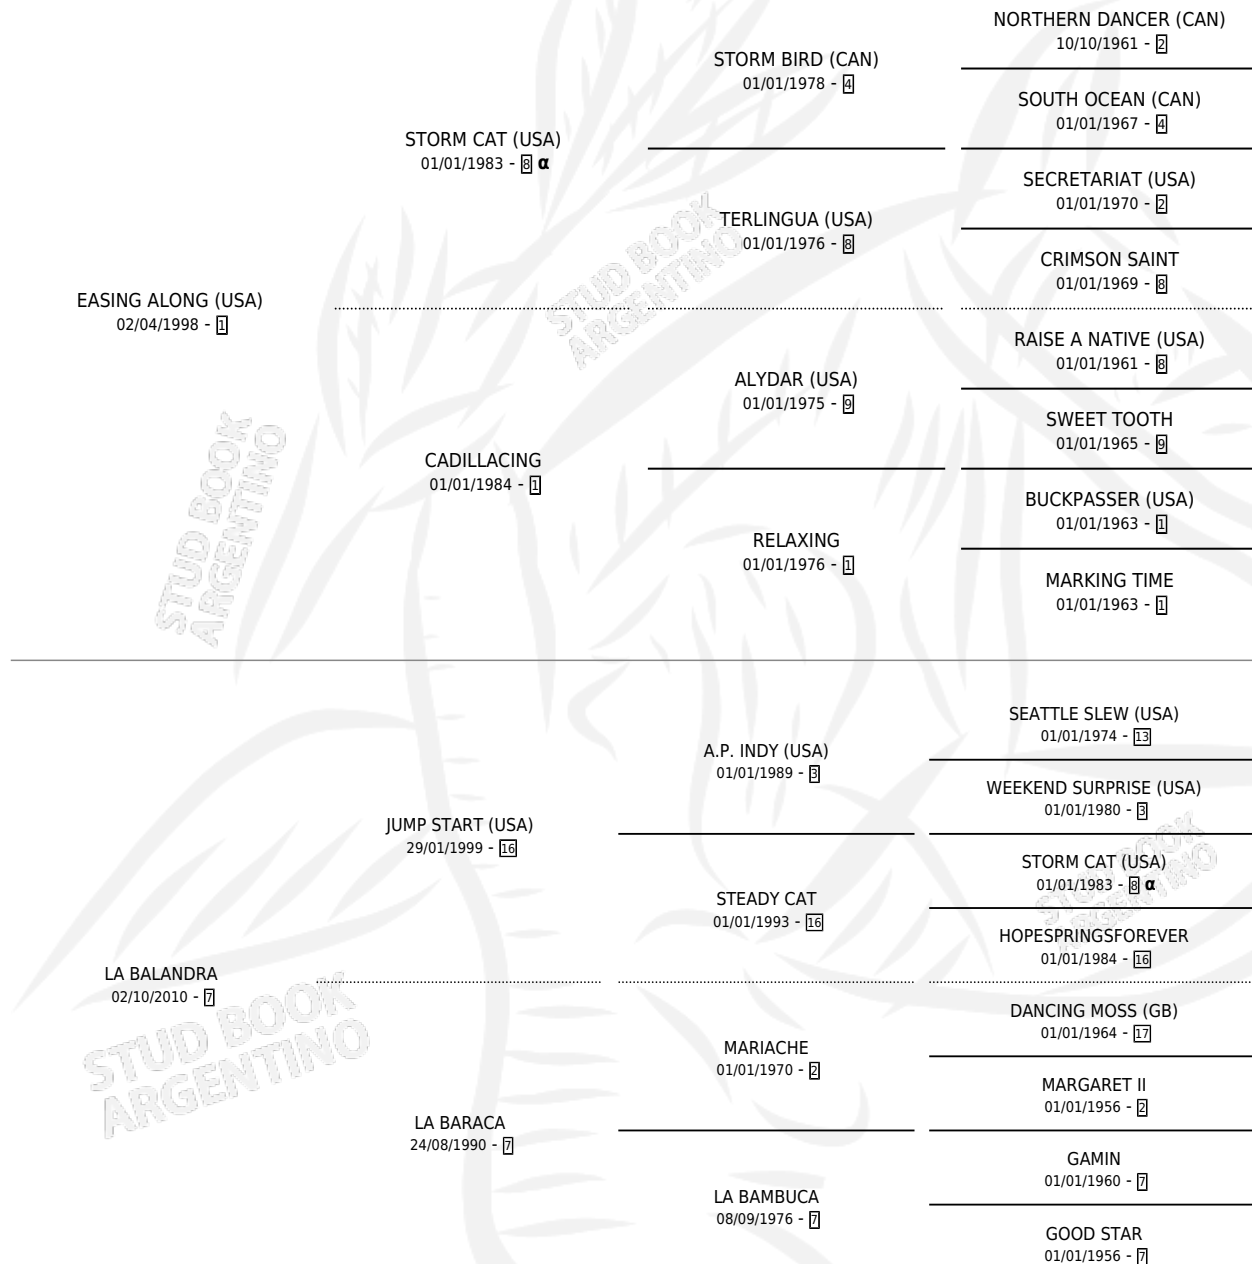 NORTHERN DANCER (CAN)
10/10/1961 - 2
STORM BIRD (CAN)
01/01/1978 - 4
SOUTH OCEAN (CAN)
01/01/1967 - 4
STORM CAT (USA)
01/01/1983 - 8 α
SECRETARIAT (USA)
01/01/1970 - 2
TERLINGUA (USA)
01/01/1976 - 8
CRIMSON SAINT
01/01/1969 - 8
EASING ALONG (USA)
02/04/1998 - 1
RAISE A NATIVE (USA)
01/01/1961 - 8
ALYDAR (USA)
01/01/1975 - 9
SWEET TOOTH
01/01/1965 - 9
CADILLACING
01/01/1984 - 1
BUCKPASSER (USA)
01/01/1963 - 1
RELAXING
01/01/1976 - 1
MARKING TIME
01/01/1963 - 1
SEATTLE SLEW (USA)
01/01/1974 - 13
A.P. INDY (USA)
01/01/1989 - 3
WEEKEND SURPRISE (USA)
01/01/1980 - 3
JUMP START (USA)
29/01/1999 - 16
STORM CAT (USA)
01/01/1983 - 8 α
STEADY CAT
01/01/1993 - 16
HOPESPRINGSFOREVER
01/01/1984 - 16
LA BALANDRA
02/10/2010 - 7
DANCING MOSS (GB)
01/01/1964 - 17
MARIACHE
01/01/1970 - 2
MARGARET II
01/01/1956 - 2
LA BARACA
24/08/1990 - 7
GAMIN
01/01/1960 - 7
LA BAMBUCA
08/09/1976 - 7
GOOD STAR
01/01/1956 - 7
STUD BOOK
ARGENTINO
STUD BOOK
ARGENTINO
STUD BOOK
ARGENTINO
STUD BOOK
ARGENTINO